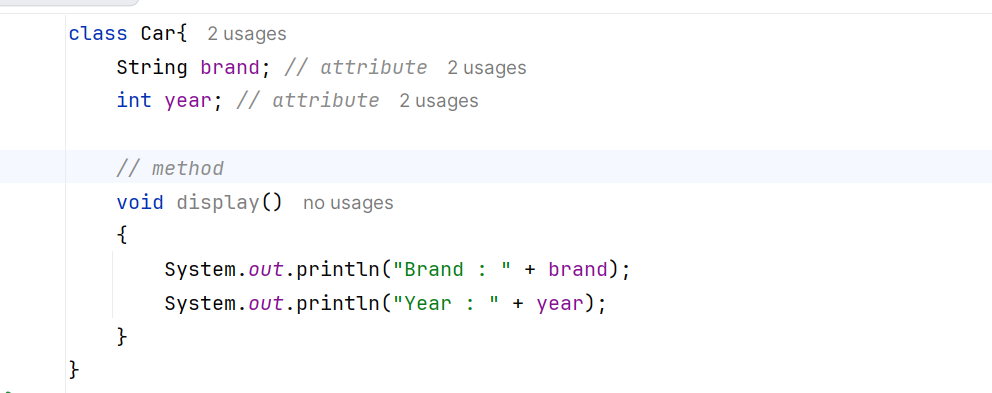 class Car{ 2 usages
String brand; // attribute 2 usages
int year; // attribute 2 usages
// method
void display() no usages
{
System.out.println("Brand : " + brand);
System.out.println("Year : " + year);
}
}